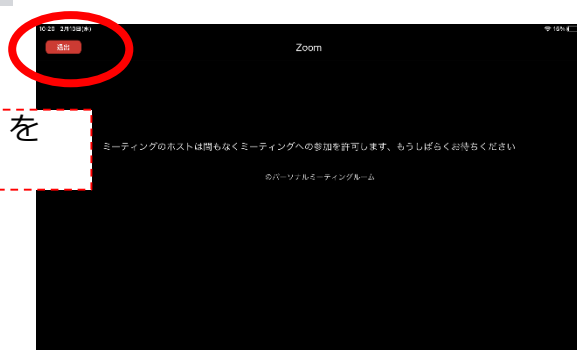 10:28 2月13日(木)
15%
退出
Zoom
を
ミーティングのホストは間もなくミーティングへの参加を許可します、もうしばらくお待ちください
のパーソナルミーティングルーム